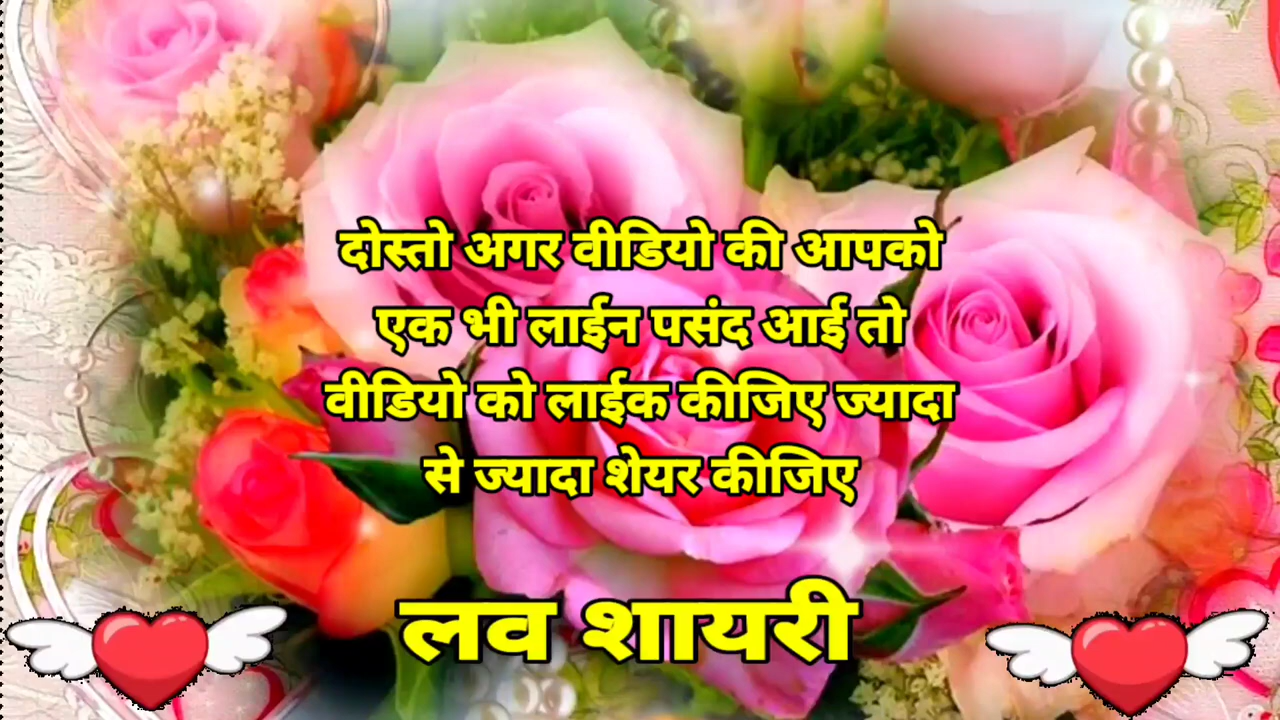 दोस्तो अगर वीडियो की आपको
एक भी लाईन पसंद आई तो
वीडियो को लाईक कीजिए ज्यादा
से ज्यादा शेयर कीजिए
लव शायरी